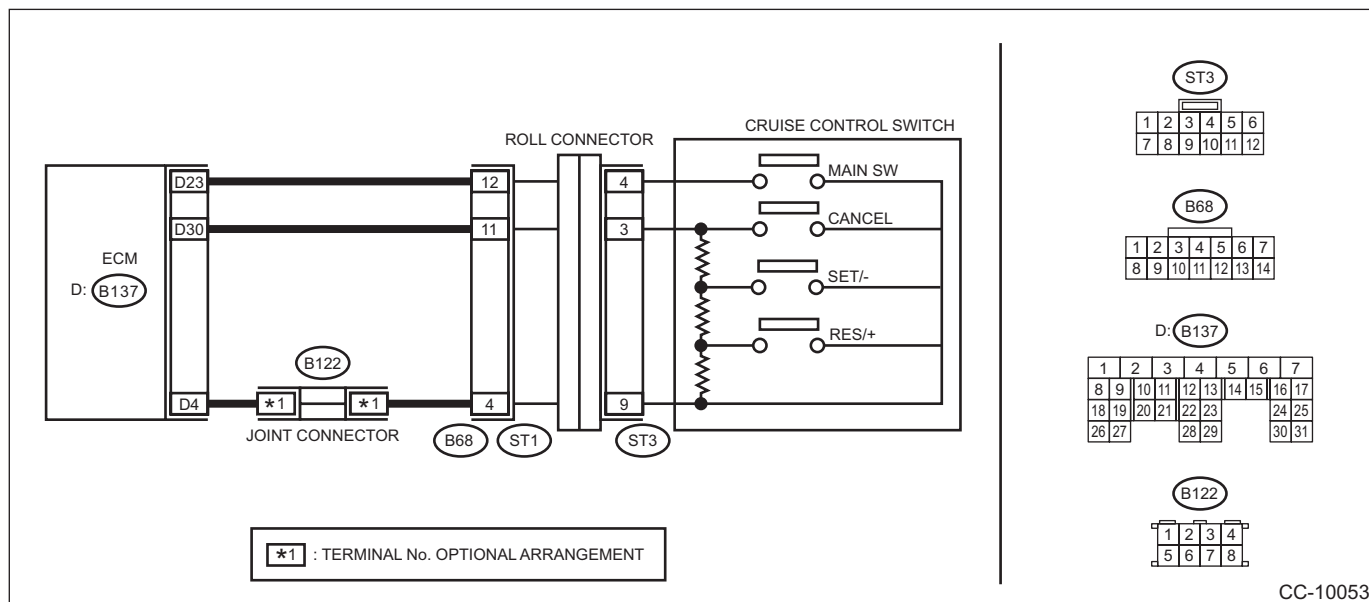 ROLL CONNECTOR
CRUISE CONTROL SWITCH
D23
12
4
MAIN SW
D30
11
3
CANCEL
ECM
D: B137
SET/-
RES/+
B122
D4
*1
*1
4
9
JOINT CONNECTOR
B68
ST1
ST3
*1 : TERMINAL No. OPTIONAL ARRANGEMENT
ST3
1 2 3 4 5 6
7 8 9 10 11 12
B68
1 2 3 4 5 6 7
8 9 10 11 12 13 14
D: B137
1 2 3 4 5 6 7
8 9 10 11 12 13 14 15 16 17
18 19 20 21 22 23 24 25
26 27 28 29 30 31
B122
1 2 3 4
5 6 7 8
CC-10053